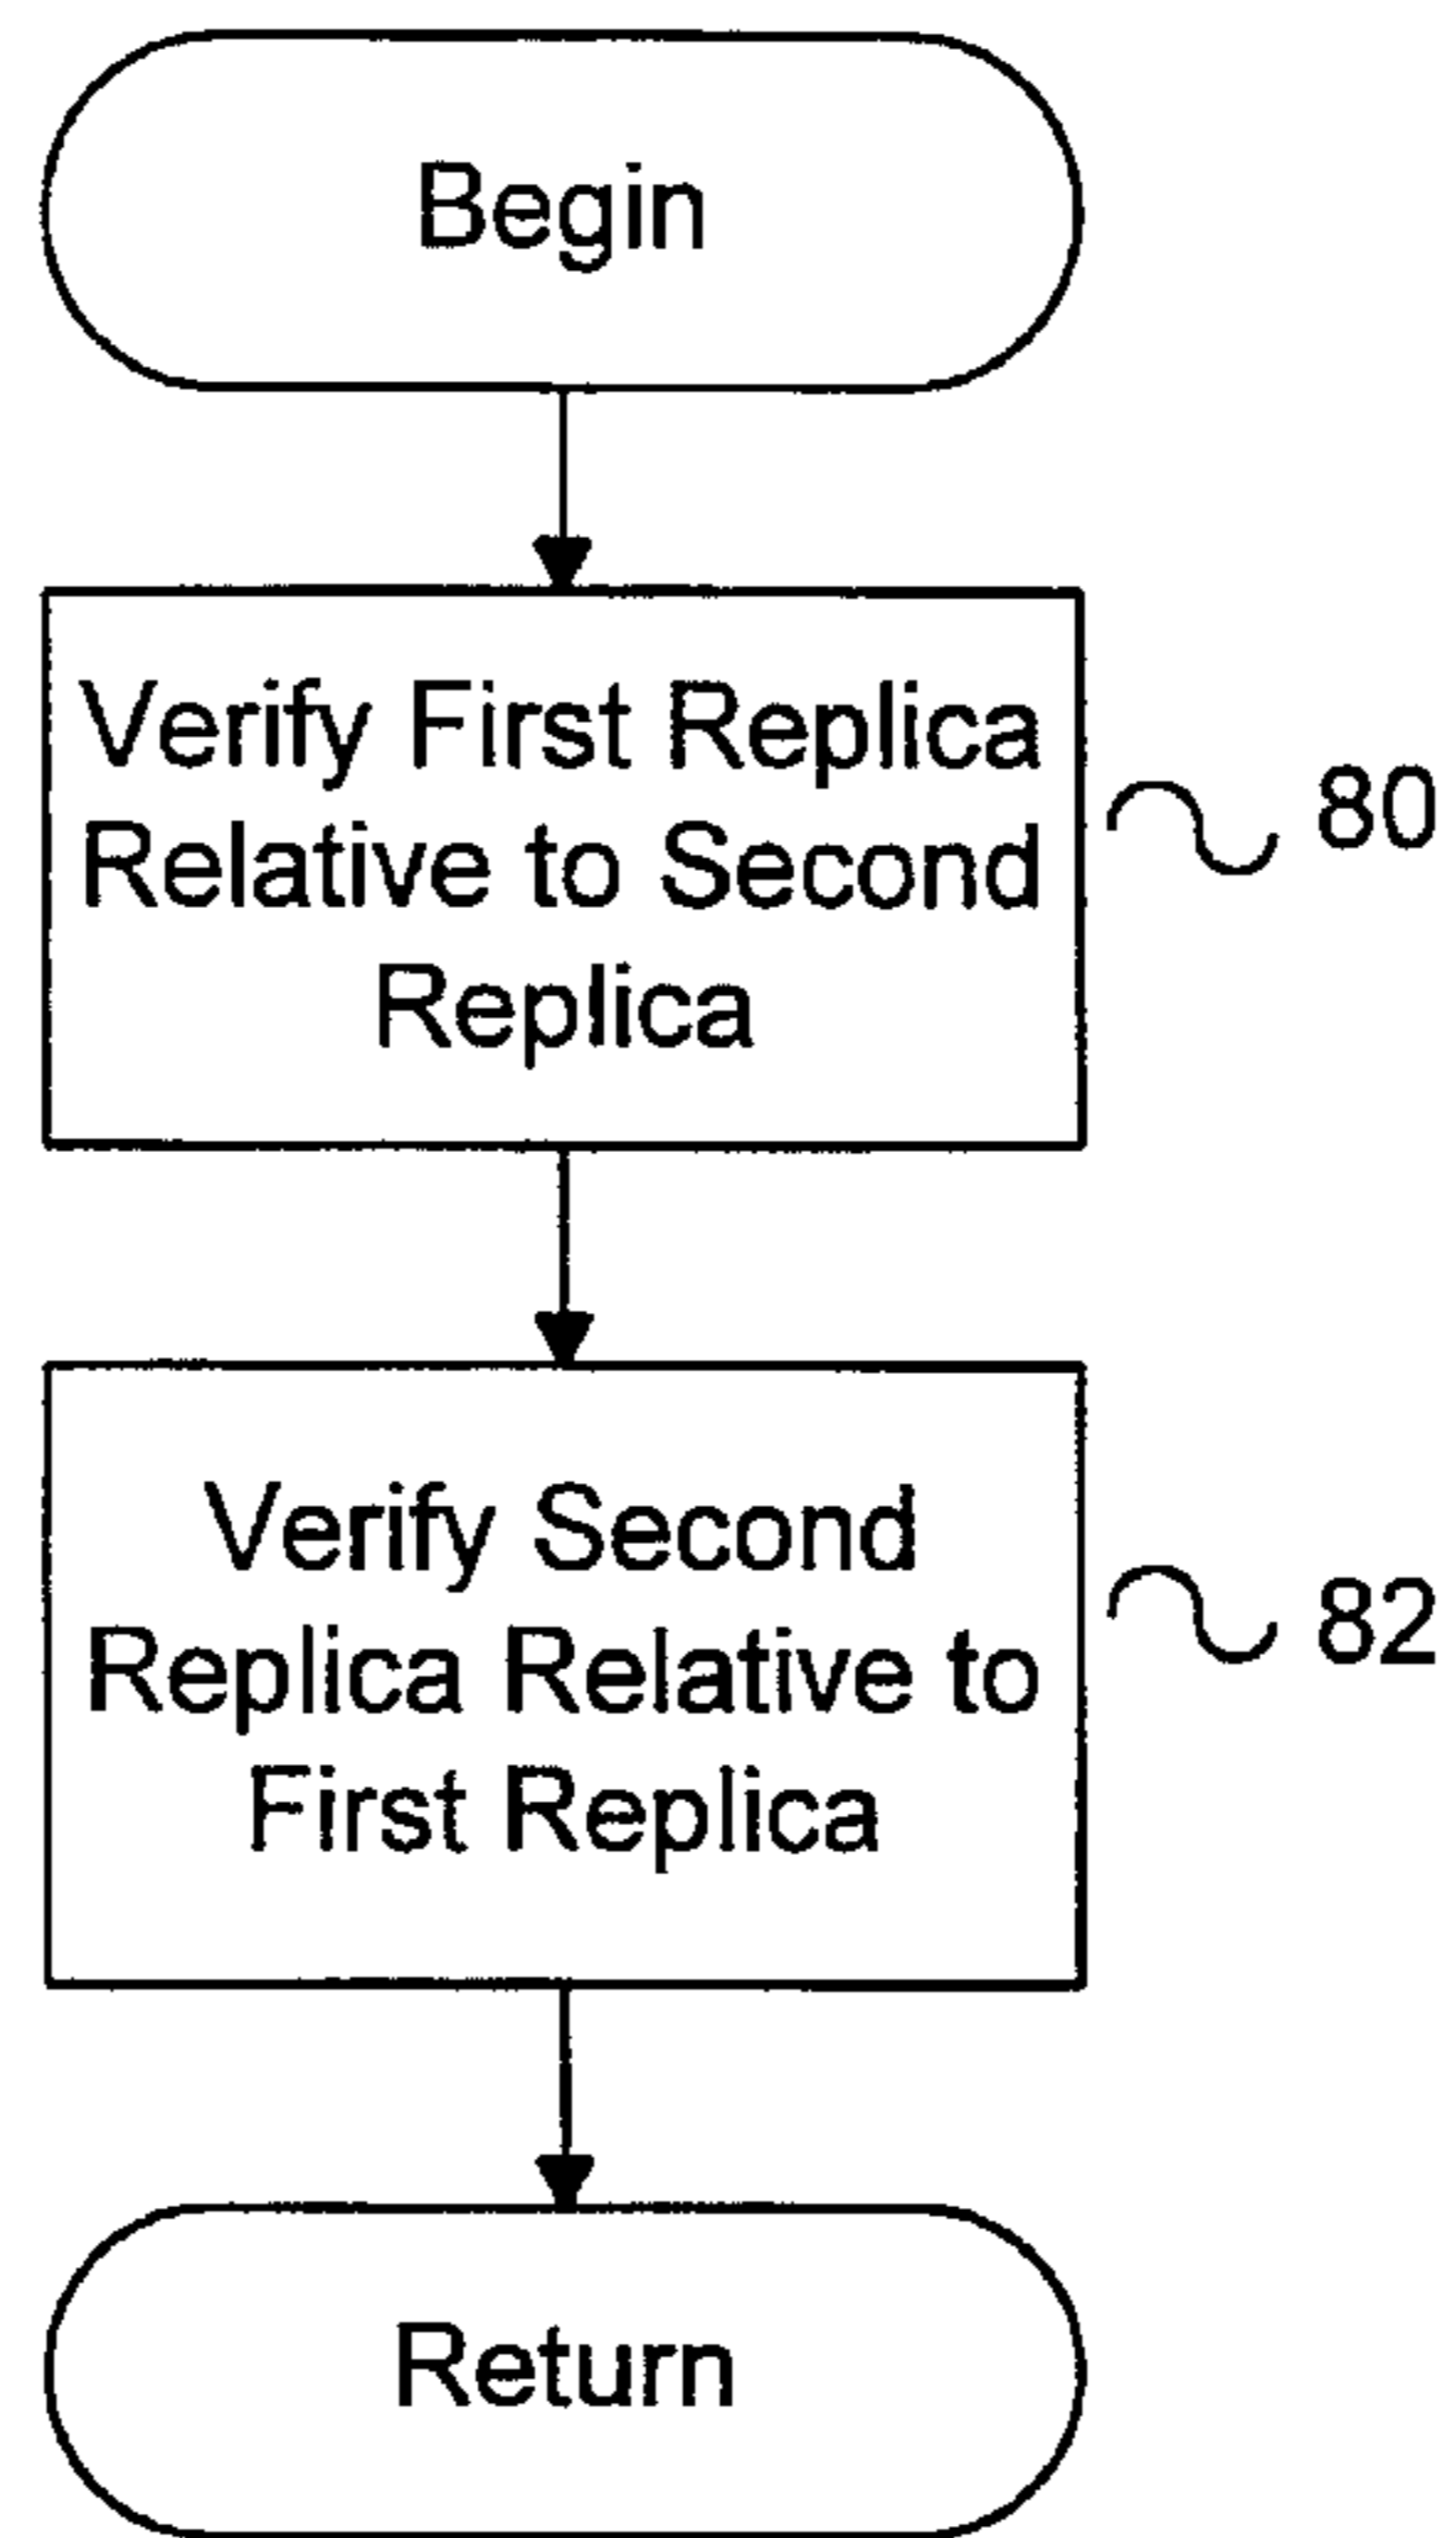 Begin
Verify First Replica
Relative to Second
Replica
80
Verify Second
Replica Relative to
First Replica
82
Return